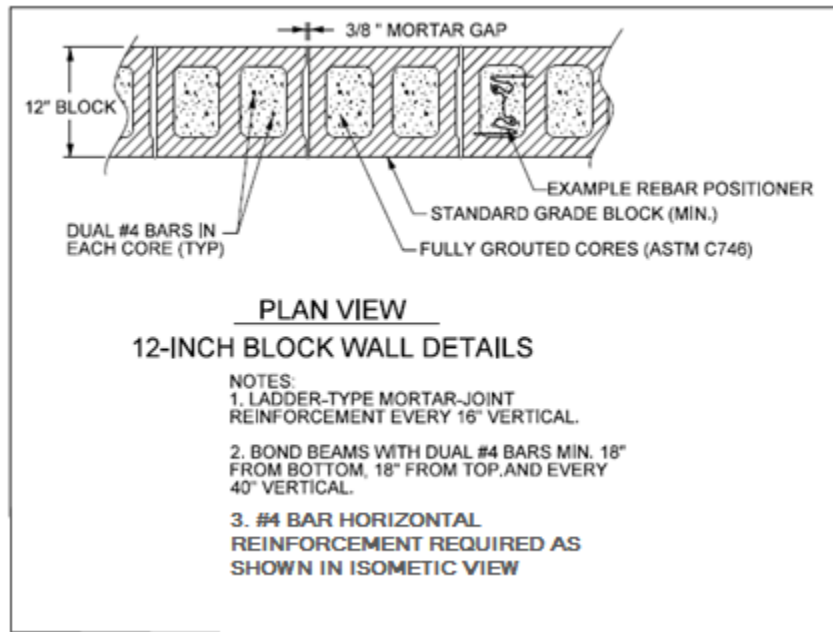 3/8 " MORTAR GAP
12" BLOCK
EXAMPLE REBAR POSITIONER
STANDARD GRADE BLOCK (MIN.)
DUAL #4 BARS IN
EACH CORE (TYP)
FULLY GROUTED CORES (ASTM C746)
PLAN VIEW
12-INCH BLOCK WALL DETAILS
NOTES:
1. LADDER-TYPE MORTAR-JOINT
REINFORCEMENT EVERY 16" VERTICAL.
2. BOND BEAMS WITH DUAL #4 BARS MIN. 18"
FROM BOTTOM, 18" FROM TOP.AND EVERY
40" VERTICAL.
3. #4 BAR HORIZONTAL
REINFORCEMENT REQUIRED AS
SHOWN IN ISOMETIC VIEW